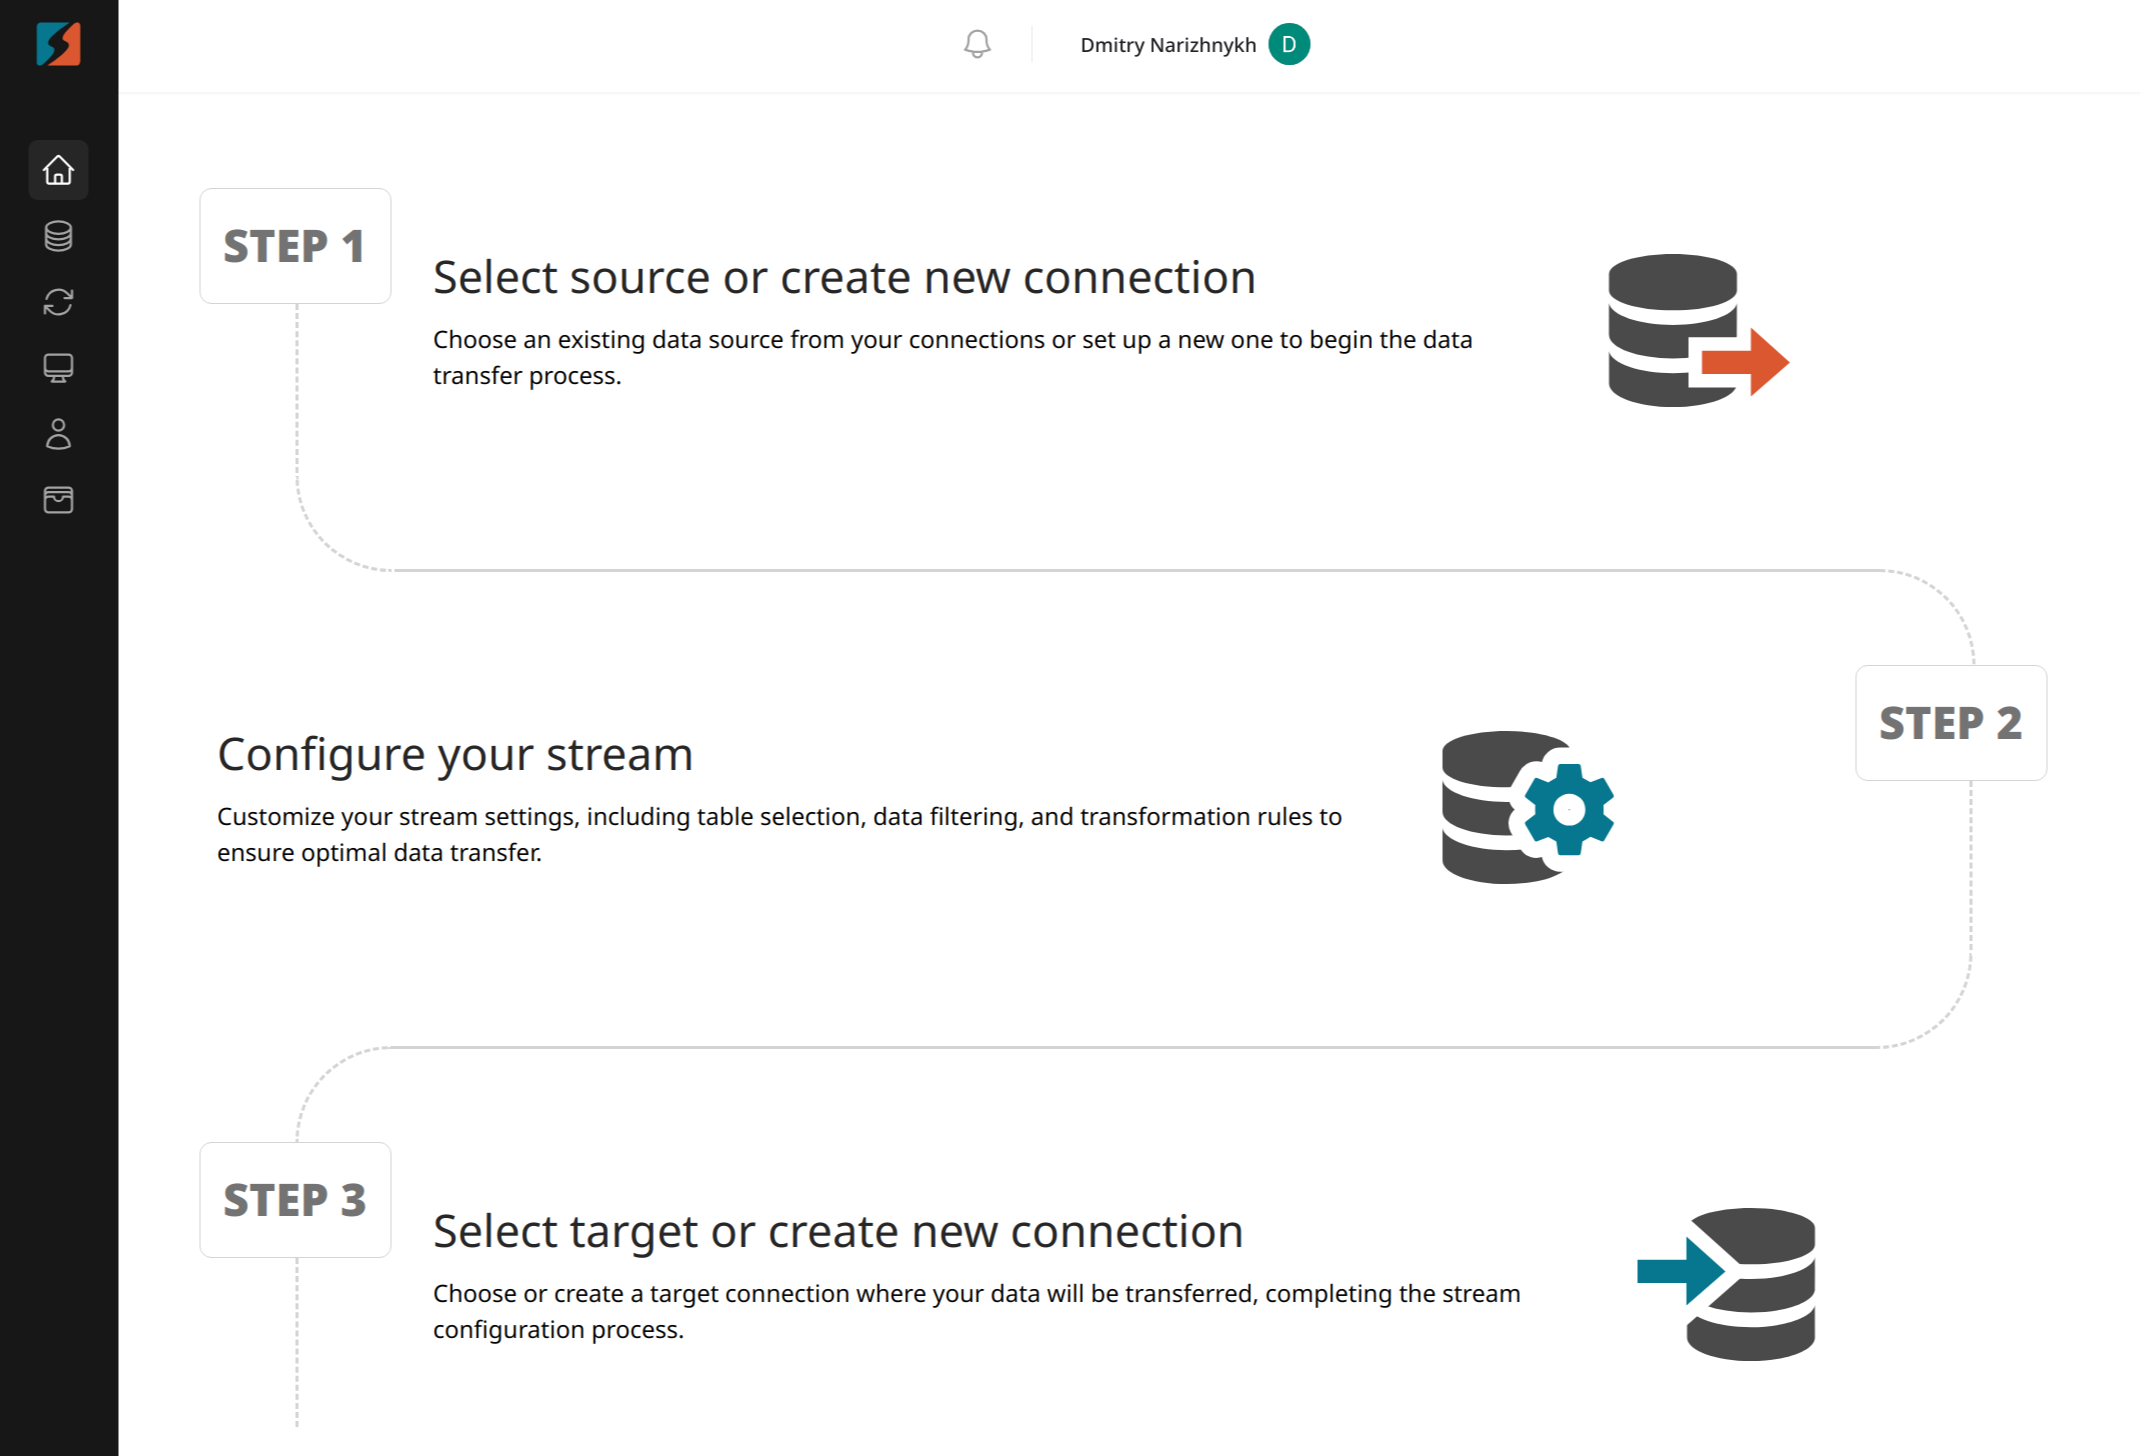 Dmitry Narizhnykh
D
STEP 1
Select source or create new connection
Choose an existing data source from your connections or set up a new one to begin the data
transfer process.
STEP 2
Configure your stream
Customize your stream settings, including table selection, data filtering, and transformation rules to
ensure optimal data transfer.
STEP 3
Select target or create new connection
Choose or create a target connection where your data will be transferred, completing the stream
configuration process.